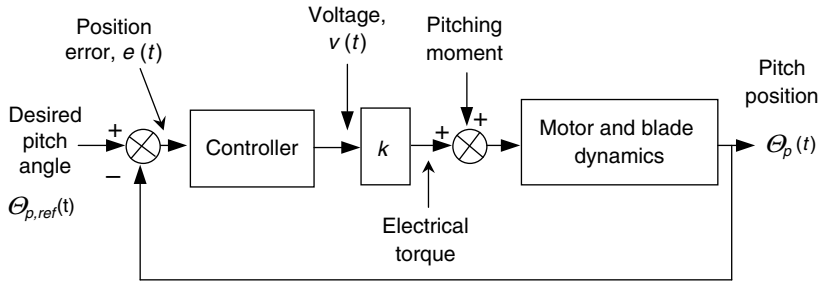 Position
error, e (t)
Voltage,
v (t)
Pitching
moment
Pitch
position
Desired
pitch
angle
Θp,ref(t)
+
−
Controller
k
+
+
Motor and blade
dynamics
Θp (t)
Electrical
torque